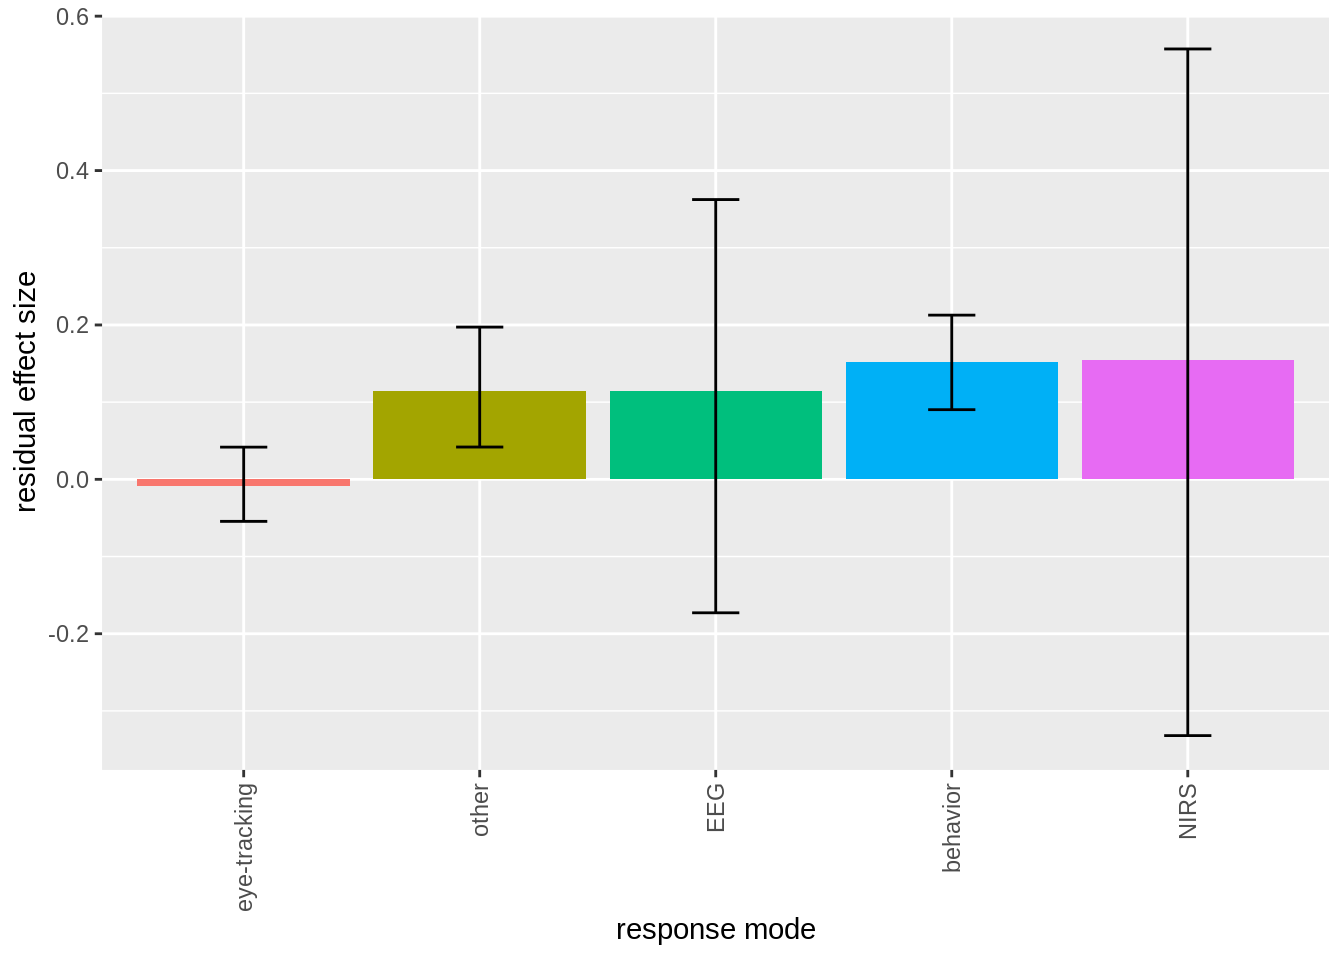 0.6
0.4
0.2
0.0
-0.2
residual effect size
eye-tracking
other
EEG
behavior
NIRS
response mode